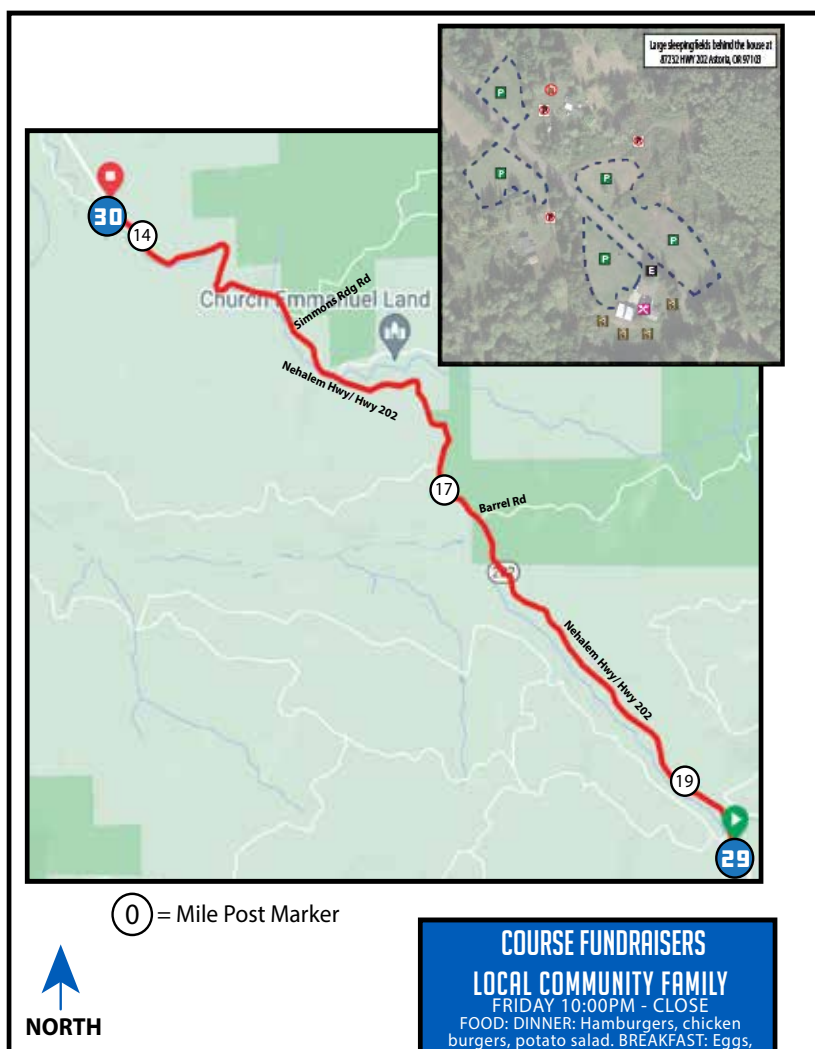 Large sleeping fields behind the house at
87232 HWY 202 Astoria, OR 97103
P
P
P
P
P
E
30
14
Simmons Rdg Rd
Church Emmanuel Land
Nehalem Hwy/ Hwy 202
17
Barrel Rd
202
Nehalem Hwy/ Hwy 202
19
29
0 = Mile Post Marker
NORTH
COURSE FUNDRAISERS
LOCAL COMMUNITY FAMILY
FRIDAY 10:00PM - CLOSE
FOOD: DINNER: Hamburgers, chicken
burgers, potato salad. BREAKFAST: Eggs,